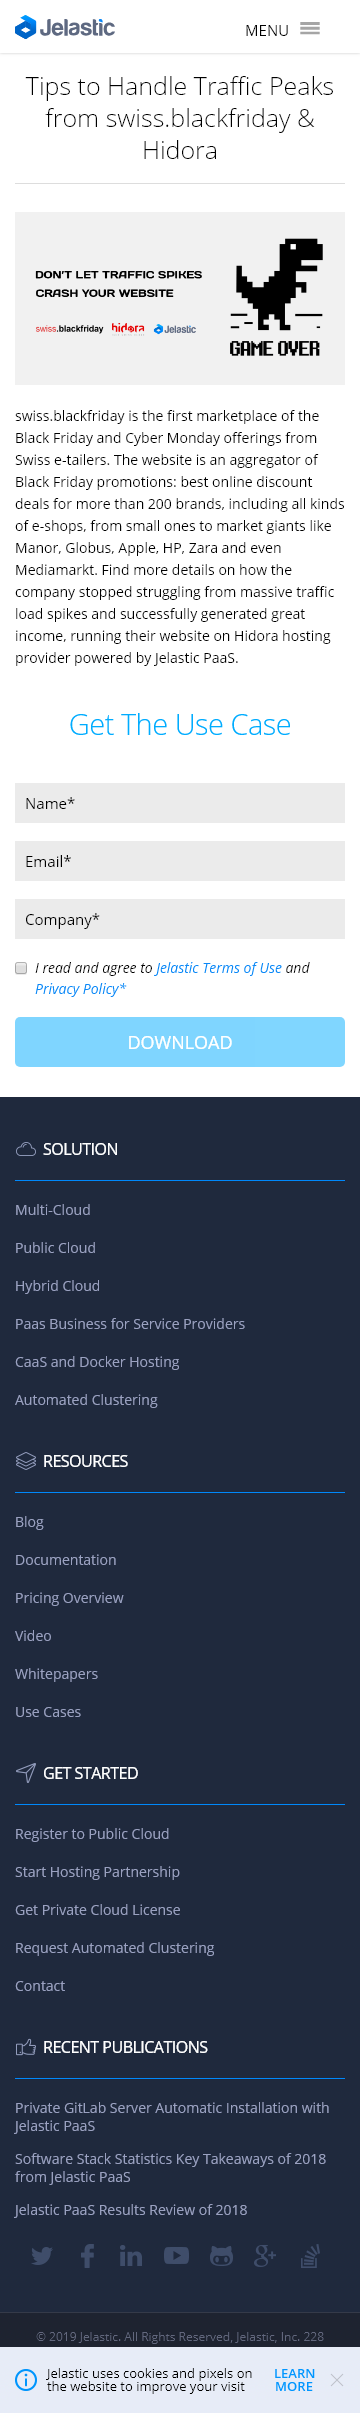 Jelastic
MENU
Tips to Handle Traffic Peaks
from swiss.blackfriday &
Hidora
DON'T LET TRAFFIC SPIKES
CRASH YOUR WEBSITE
swiss.blackfriday hidora Jelastic
GAME OVER
swiss.blackfriday is the first marketplace of the
Black Friday and Cyber Monday offerings from
Swiss e-tailers. The website is an aggregator of
Black Friday promotions: best online discount
deals for more than 200 brands, including all kinds
of e-shops, from small ones to market giants like
Manor, Globus, Apple, HP, Zara and even
Mediamarkt. Find more details on how the
company stopped struggling from massive traffic
load spikes and successfully generated great
income, running their website on Hidora hosting
provider powered by Jelastic PaaS.
Get The Use Case
Name*
Email*
Company*
I read and agree to Jelastic Terms of Use and
Privacy Policy*
DOWNLOAD
SOLUTION
Multi-Cloud
Public Cloud
Hybrid Cloud
Paas Business for Service Providers
CaaS and Docker Hosting
Automated Clustering
RESOURCES
Blog
Documentation
Pricing Overview
Video
Whitepapers
Use Cases
GET STARTED
Register to Public Cloud
Start Hosting Partnership
Get Private Cloud License
Request Automated Clustering
Contact
RECENT PUBLICATIONS
Private GitLab Server Automatic Installation with
Jelastic PaaS
Software Stack Statistics Key Takeaways of 2018
from Jelastic PaaS
Jelastic PaaS Results Review of 2018
© 2019 Jelastic. All Rights Reserved, Jelastic, Inc. 228
Jelastic uses cookies and pixels on
the website to improve your visit
LEARN
MORE